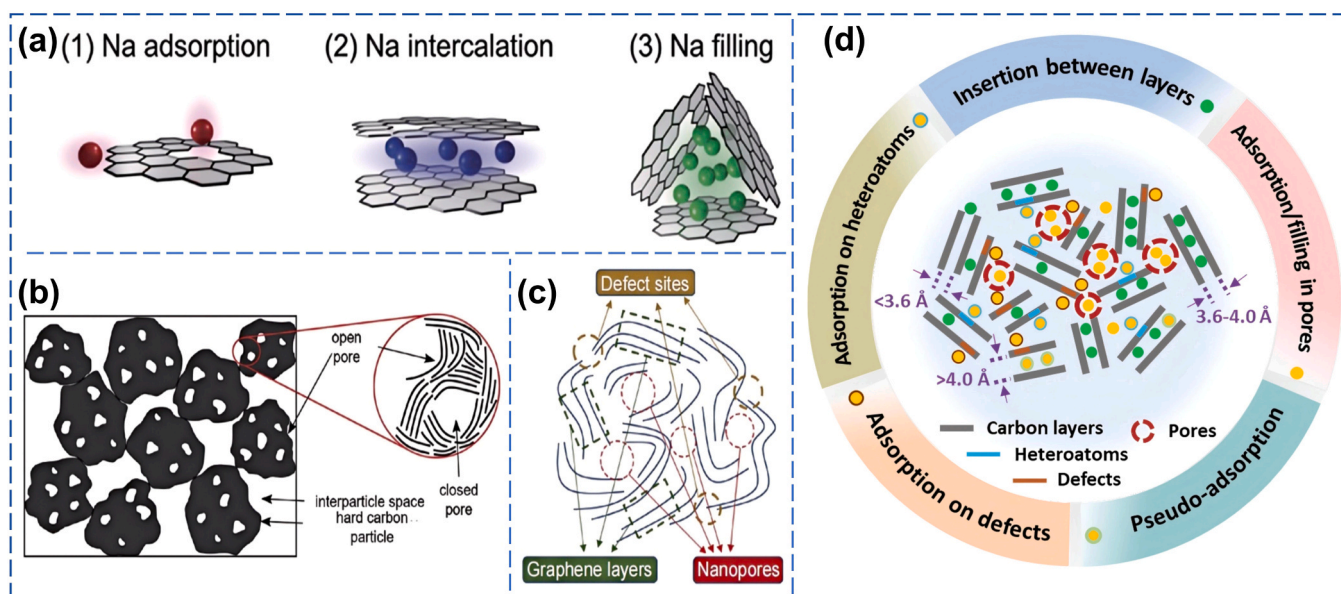 (a)
(1) Na adsorption
(2) Na intercalation
(3) Na filling
(b)
open
pore
closed
pore
interparticle space
hard carbon
particle
(c)
Defect sites
Graphene layers
Nanopores
(d)
Insertion between layers
Adsorption/filling in pores
Pseudo-adsorption
Adsorption on defects
Adsorption on heteroatoms
<3.6 Å
3.6-4.0 Å
>4.0 Å
Carbon layers
Pores
Heteroatoms
Defects